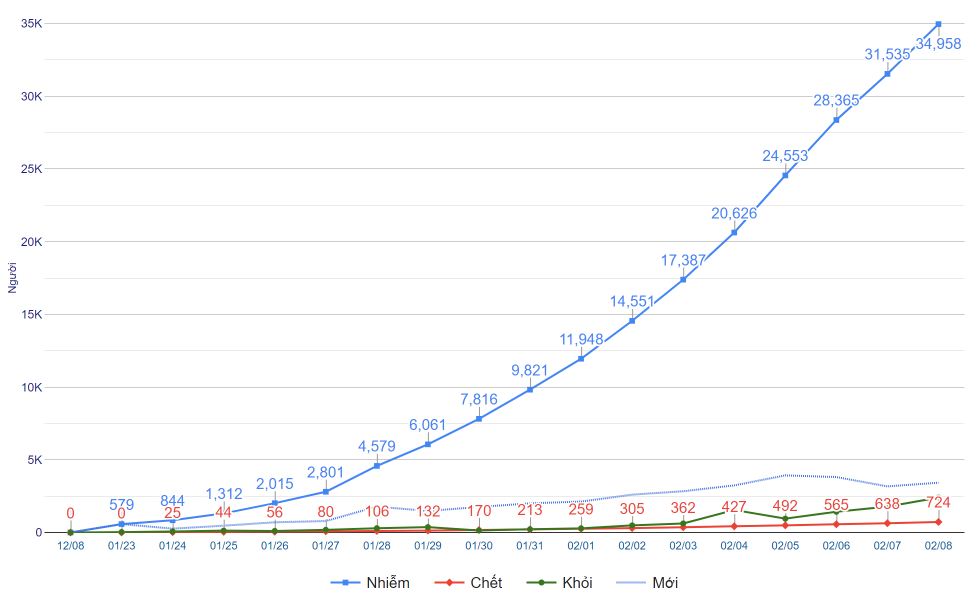 35K
34,958
31,535
30K
28,365
25K
24,553
20,626
20K
17,387
Người
15K
14,551
11,948
10K
9,821
7,816
6,061
5K
4,579
2,801
2,015
1,312
844
579
0 0 25 44 56 80 106 132 170 213 259 305 362 427 492 565 638 724
0
12/08 01/23 01/24 01/25 01/26 01/27 01/28 01/29 01/30 01/31 02/01 02/02 02/03 02/04 02/05 02/06 02/07 02/08
Nhiễm Chết Khỏi Mới